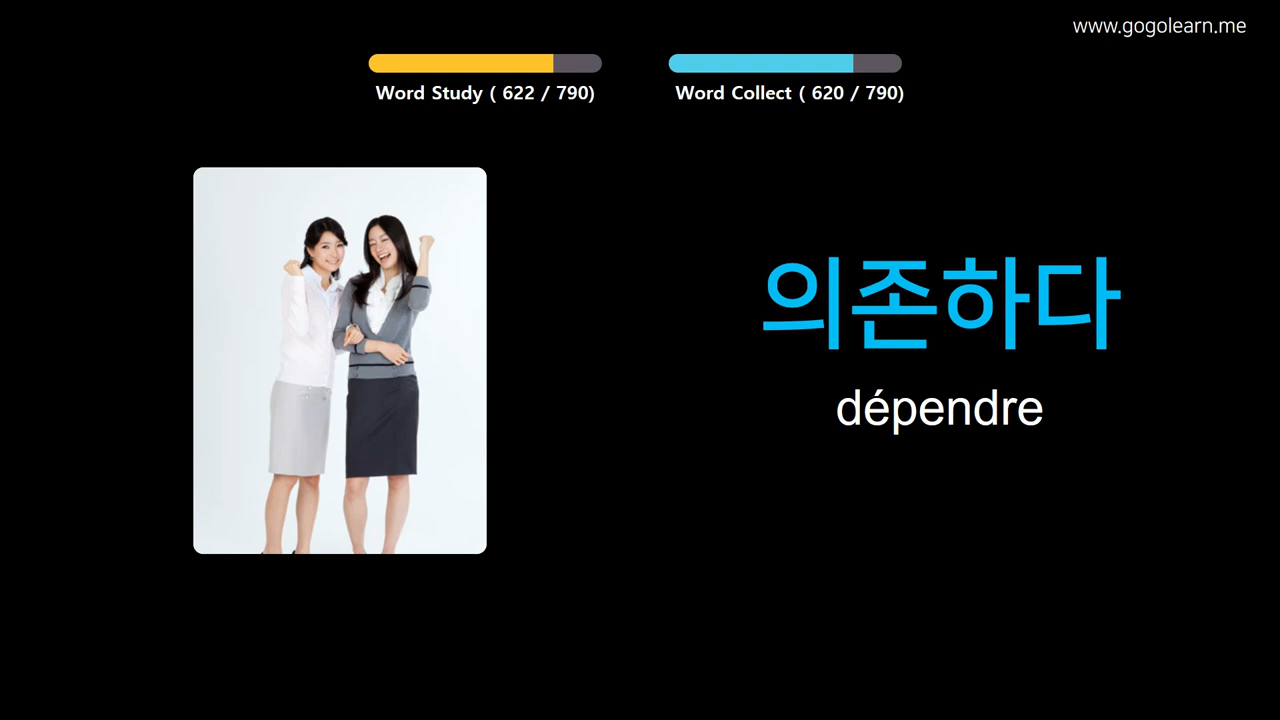 www.gogolearn.me
Word Study ( 622 / 790)
Word Collect ( 620 / 790)
의존하다
dépendre